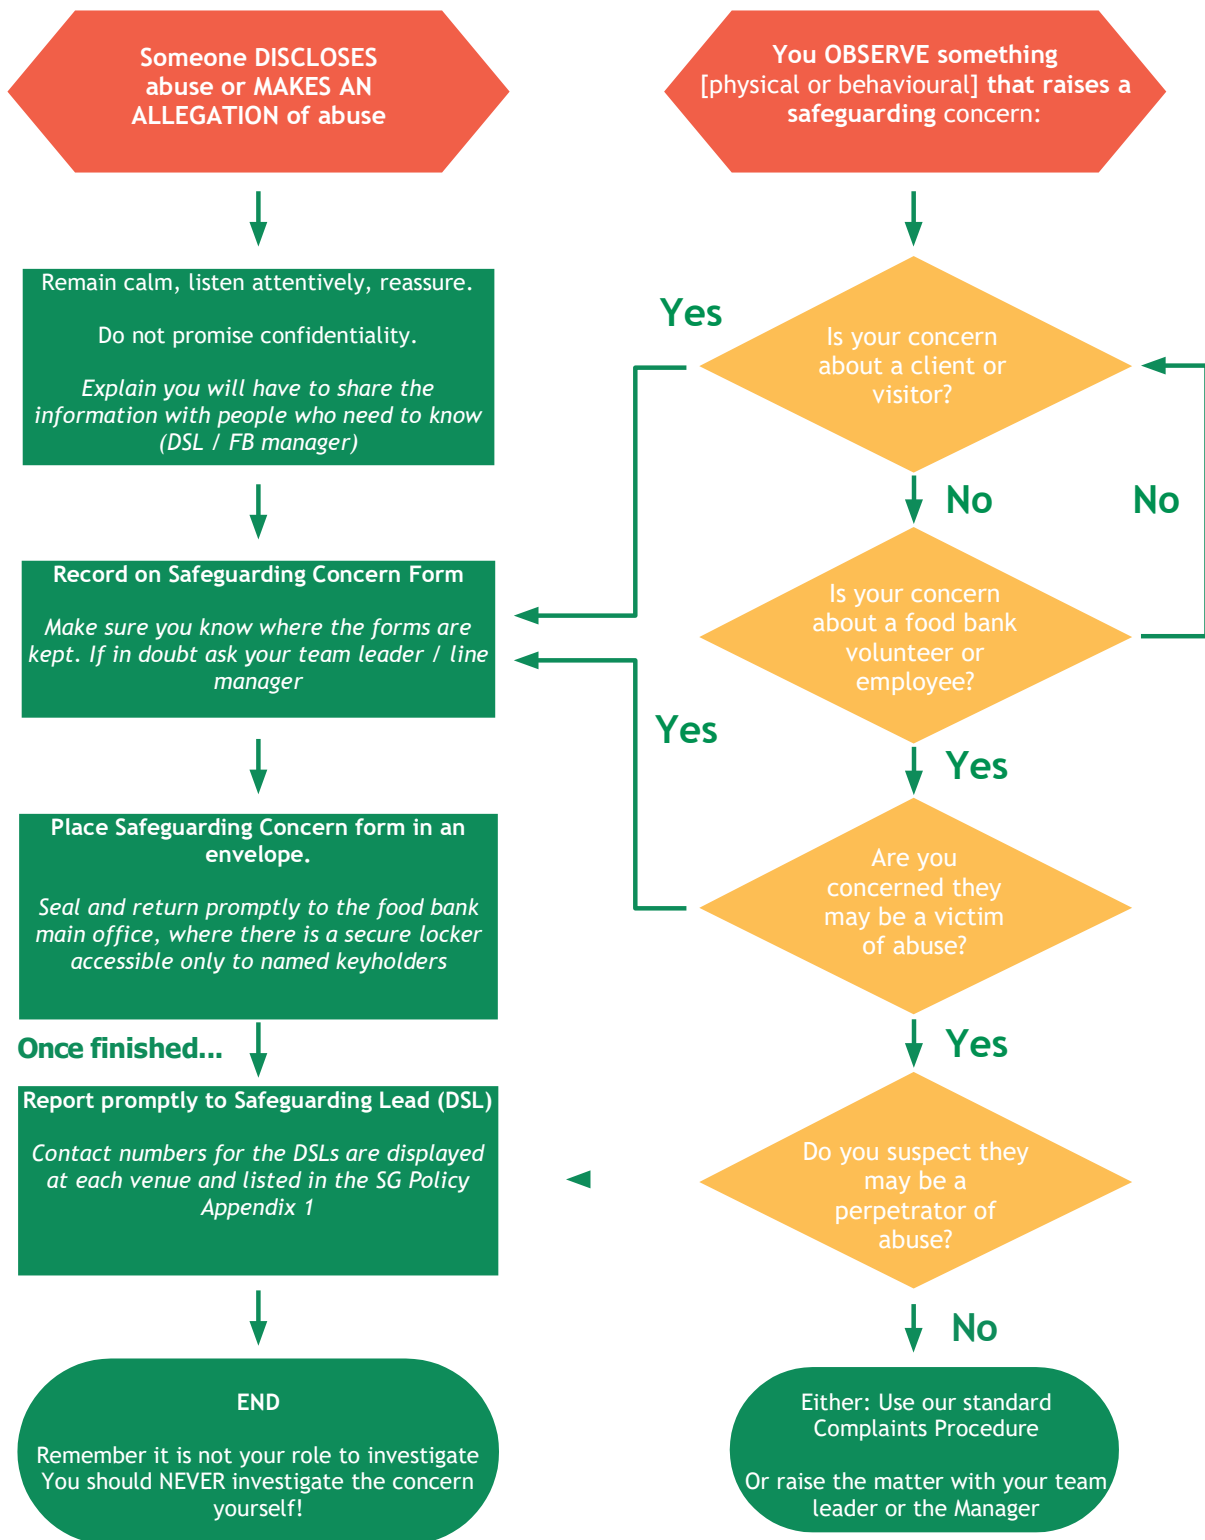 Someone DISCLOSES
abuse or MAKES AN
ALLEGATION of abuse
Remain calm, listen attentively, reassure.
Do not promise confidentiality.
Explain you will have to share the
information with people who need to know
(DSL / FB manager)
Record on Safeguarding Concern Form
Make sure you know where the forms are
kept. If in doubt ask your team leader / line
manager
Place Safeguarding Concern form in an
envelope.
Seal and return promptly to the food bank
main office, where there is a secure locker
accessible only to named keyholders
Once finished...
Report promptly to Safeguarding Lead (DSL)
Contact numbers for the DSLs are displayed
at each venue and listed in the SG Policy
Appendix 1
END
Remember it is not your role to investigate
You should NEVER investigate the concern
yourself!
You OBSERVE something
[physical or behavioural] that raises a
safeguarding concern:
Yes
Is your concern
about a client or
visitor?
No
No
Is your concern
about a food bank
volunteer or
employee?
Yes
Yes
Are you
concerned they
may be a victim
of abuse?
Yes
Do you suspect they
may be a
perpetrator of
abuse?
No
Either: Use our standard
Complaints Procedure
Or raise the matter with your team
leader or the Manager